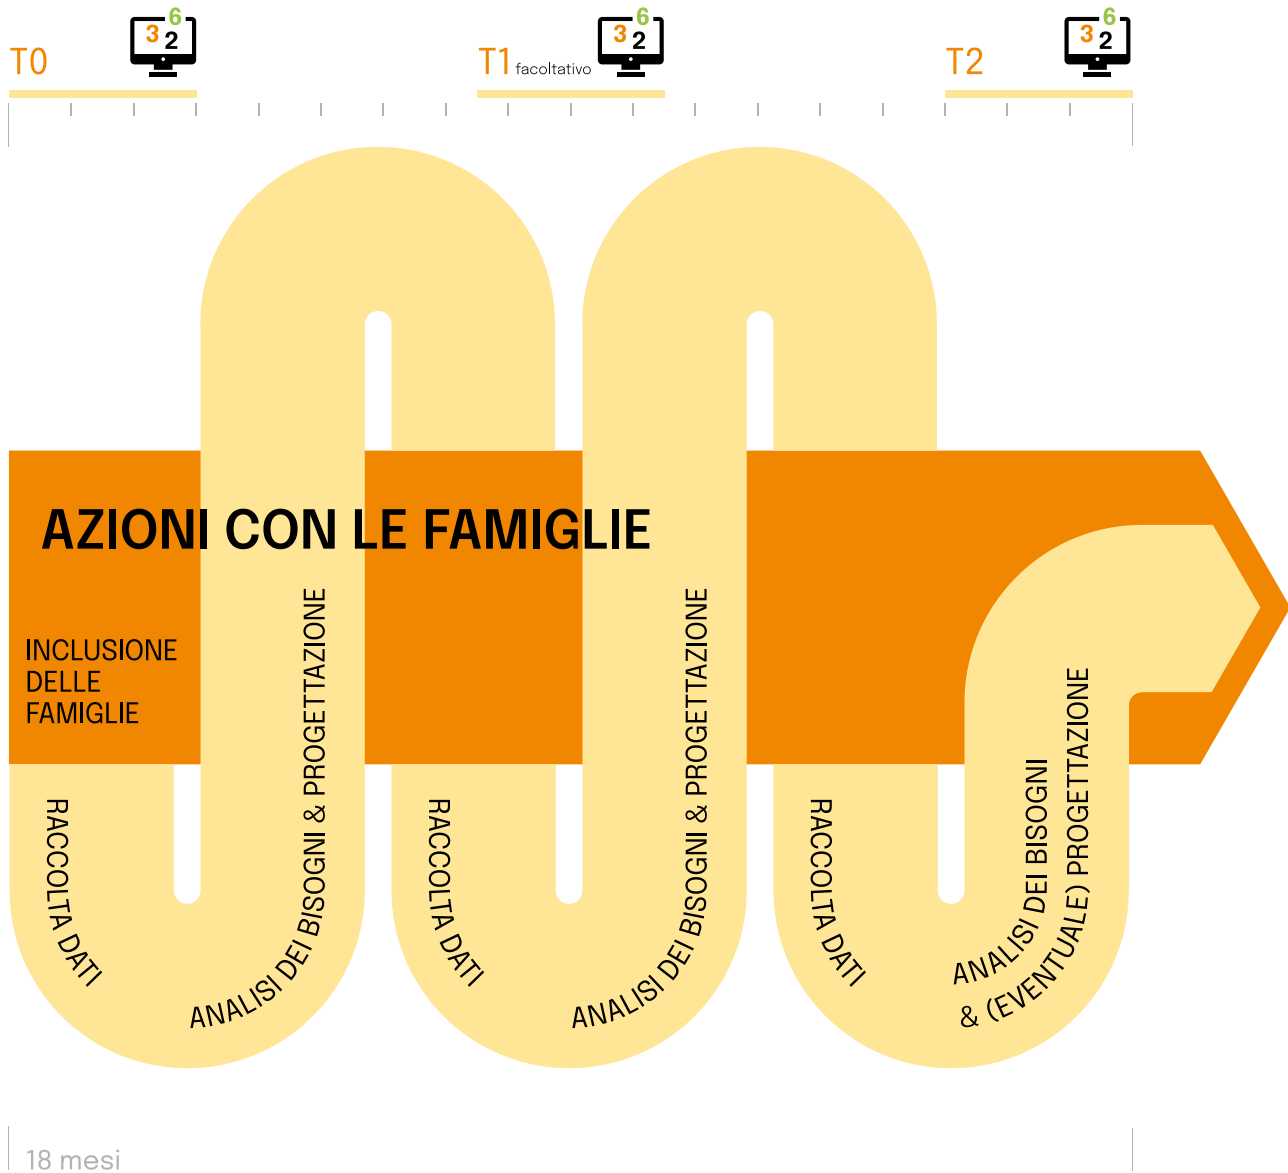 T0
3 6 2
T1 facoltativo
3 6 2
T2
3 6 2
AZIONI CON LE FAMIGLIE
INCLUSIONE
DELLE
FAMIGLIE
RACCOLTA DATI
ANALISI DEI BISOGNI & PROGETTAZIONE
RACCOLTA DATI
ANALISI DEI BISOGNI & PROGETTAZIONE
RACCOLTA DATI
ANALISI DEI BISOGNI
& (EVENTUALE) PROGETTAZIONE
18 mesi